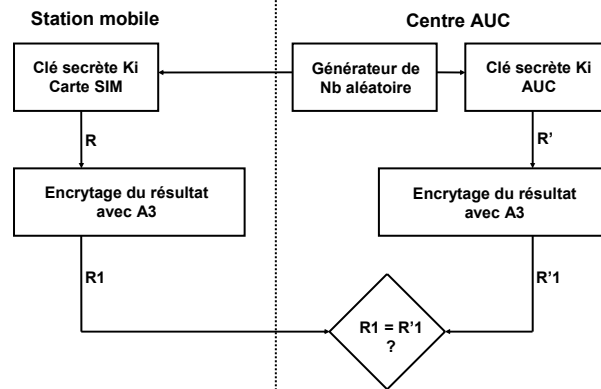 Station mobile
Centre AUC
Clé secrète Ki
Carte SIM
Générateur de
Nb aléatoire
Clé secrète Ki
AUC
R
R'
Encrytage du résultat
avec A3
Encrytage du résultat
avec A3
R1
R'1
R1 = R'1
?